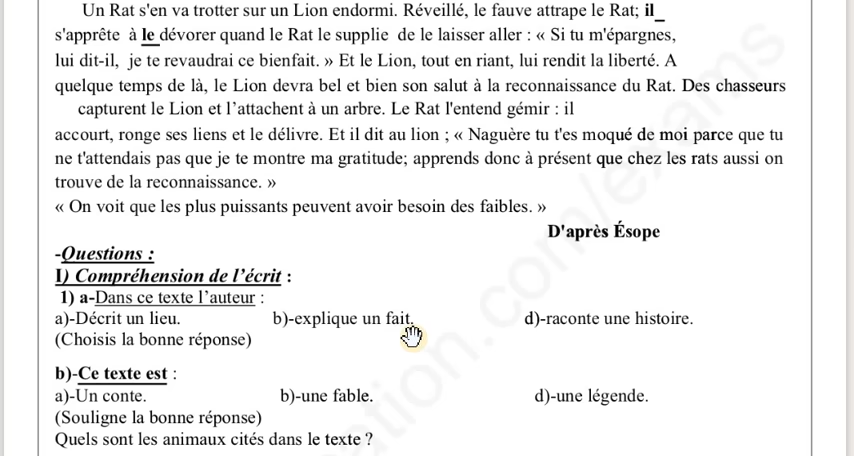 Un Rat s'en va trotter sur un Lion endormi. Réveillé, le fauve attrape le Rat; il_
s'apprête à le dévorer quand le Rat le supplie de le laisser aller : « Si tu m'épargnes,
lui dit-il, je te revaudrai ce bienfait. » Et le Lion, tout en riant, lui rendit la liberté. A
quelque temps de là, le Lion devra bel et bien son salut à la reconnaissance du Rat. Des chasseurs
capturent le Lion et l'attachent à un arbre. Le Rat l'entend gémir : il
accourt, ronge ses liens et le délivre. Et il dit au lion ; « Naguère tu t'es moqué de moi parce que tu
ne t'attendais pas que je te montre ma gratitude; apprends donc à présent que chez les rats aussi on
trouve de la reconnaissance. »
« On voit que les plus puissants peuvent avoir besoin des faibles. »
D'après Ésope
-Questions :
I) Compréhension de l'écrit :
1) a-Dans ce texte l'auteur :
a)-Décrit un lieu. b)-explique un fait. d)-raconte une histoire.
(Choisis la bonne réponse)
b)-Ce texte est :
a)-Un conte. b)-une fable. d)-une légende.
(Souligne la bonne réponse)
Quels sont les animaux cités dans le texte ?